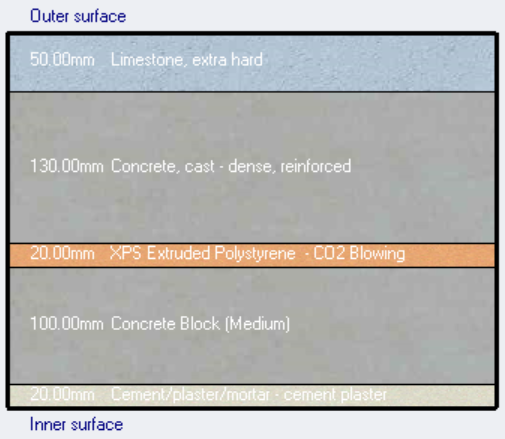 Outer surface
50.00mm Limestone, extra hard
130.00mm Concrete, cast - dense, reinforced
20.00mm XPS Extruded Polystyrene - CO2 Blowing
100.00mm Concrete Block (Medium)
20.00mm Cement/plaster/mortar - cement plaster
Inner surface